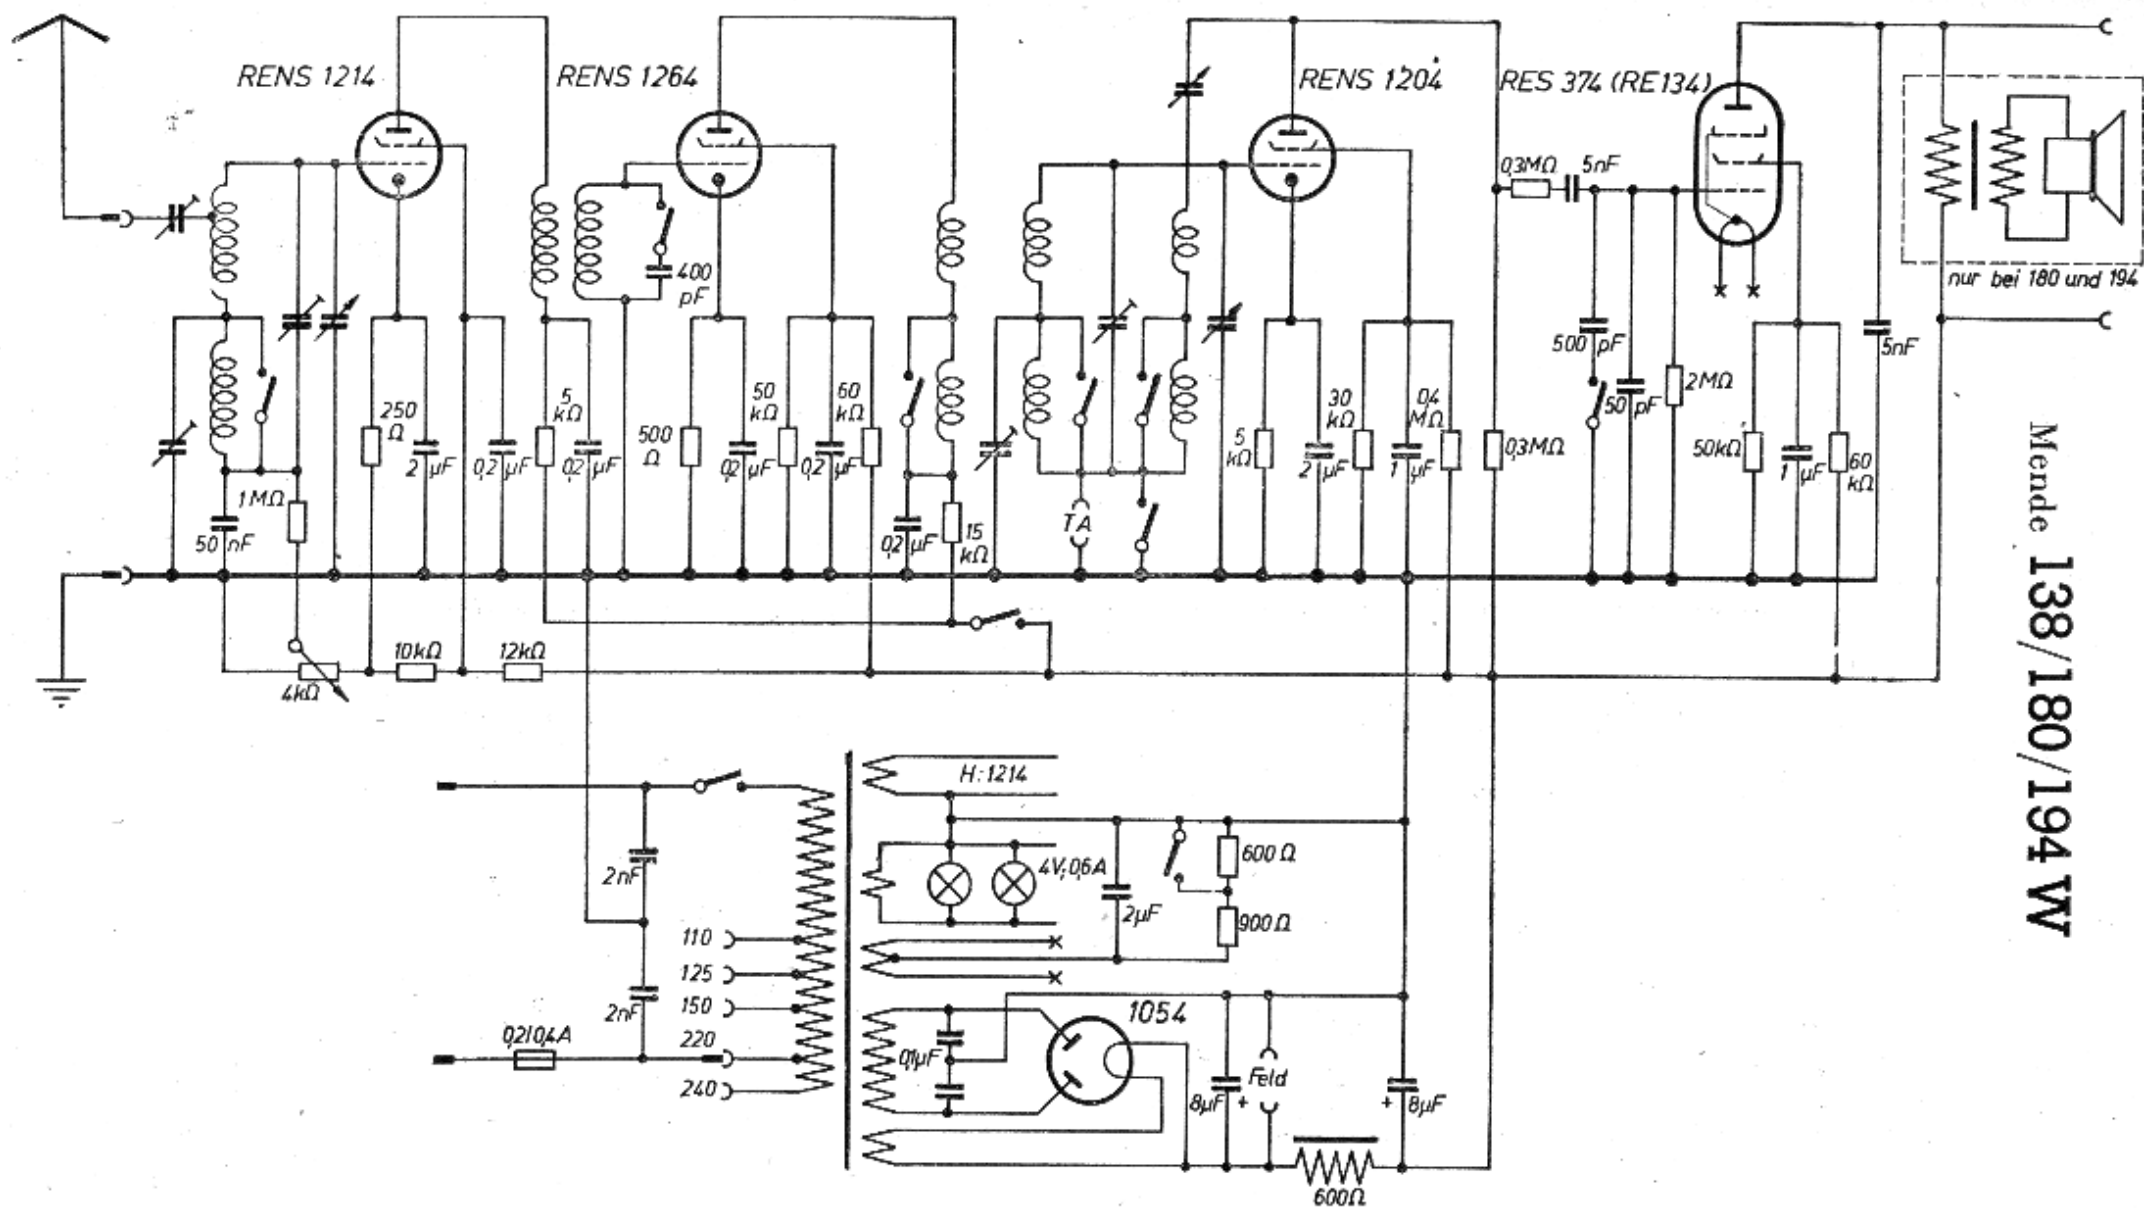 RENS 1214
RENS 1264
RENS 1204
RES 374 (RE134)
0,3MΩ
5nF
400
pF
nur bei 180 und 194
500 pF
5nF
250
Ω
2 µF
0,2 µF
5
kΩ
0,2 µF
500
Ω
0,2 µF
50
kΩ
0,2 µF
60
kΩ
5
kΩ
2 µF
30
kΩ
1 µF
0,4
MΩ
0,3MΩ
50 pF
2MΩ
50kΩ
1 µF
60
kΩ
1MΩ
50 nF
0,2 µF
15
kΩ
TA
4kΩ
10kΩ
12kΩ
Mende 138/180/194 W
H:1214
2nF
4V;0,6A
2µF
600Ω
900Ω
110
125
150
220
240
2nF
0,2/0,4A
0,1µF
1054
8µF +
Feld
+ 8µF
600Ω